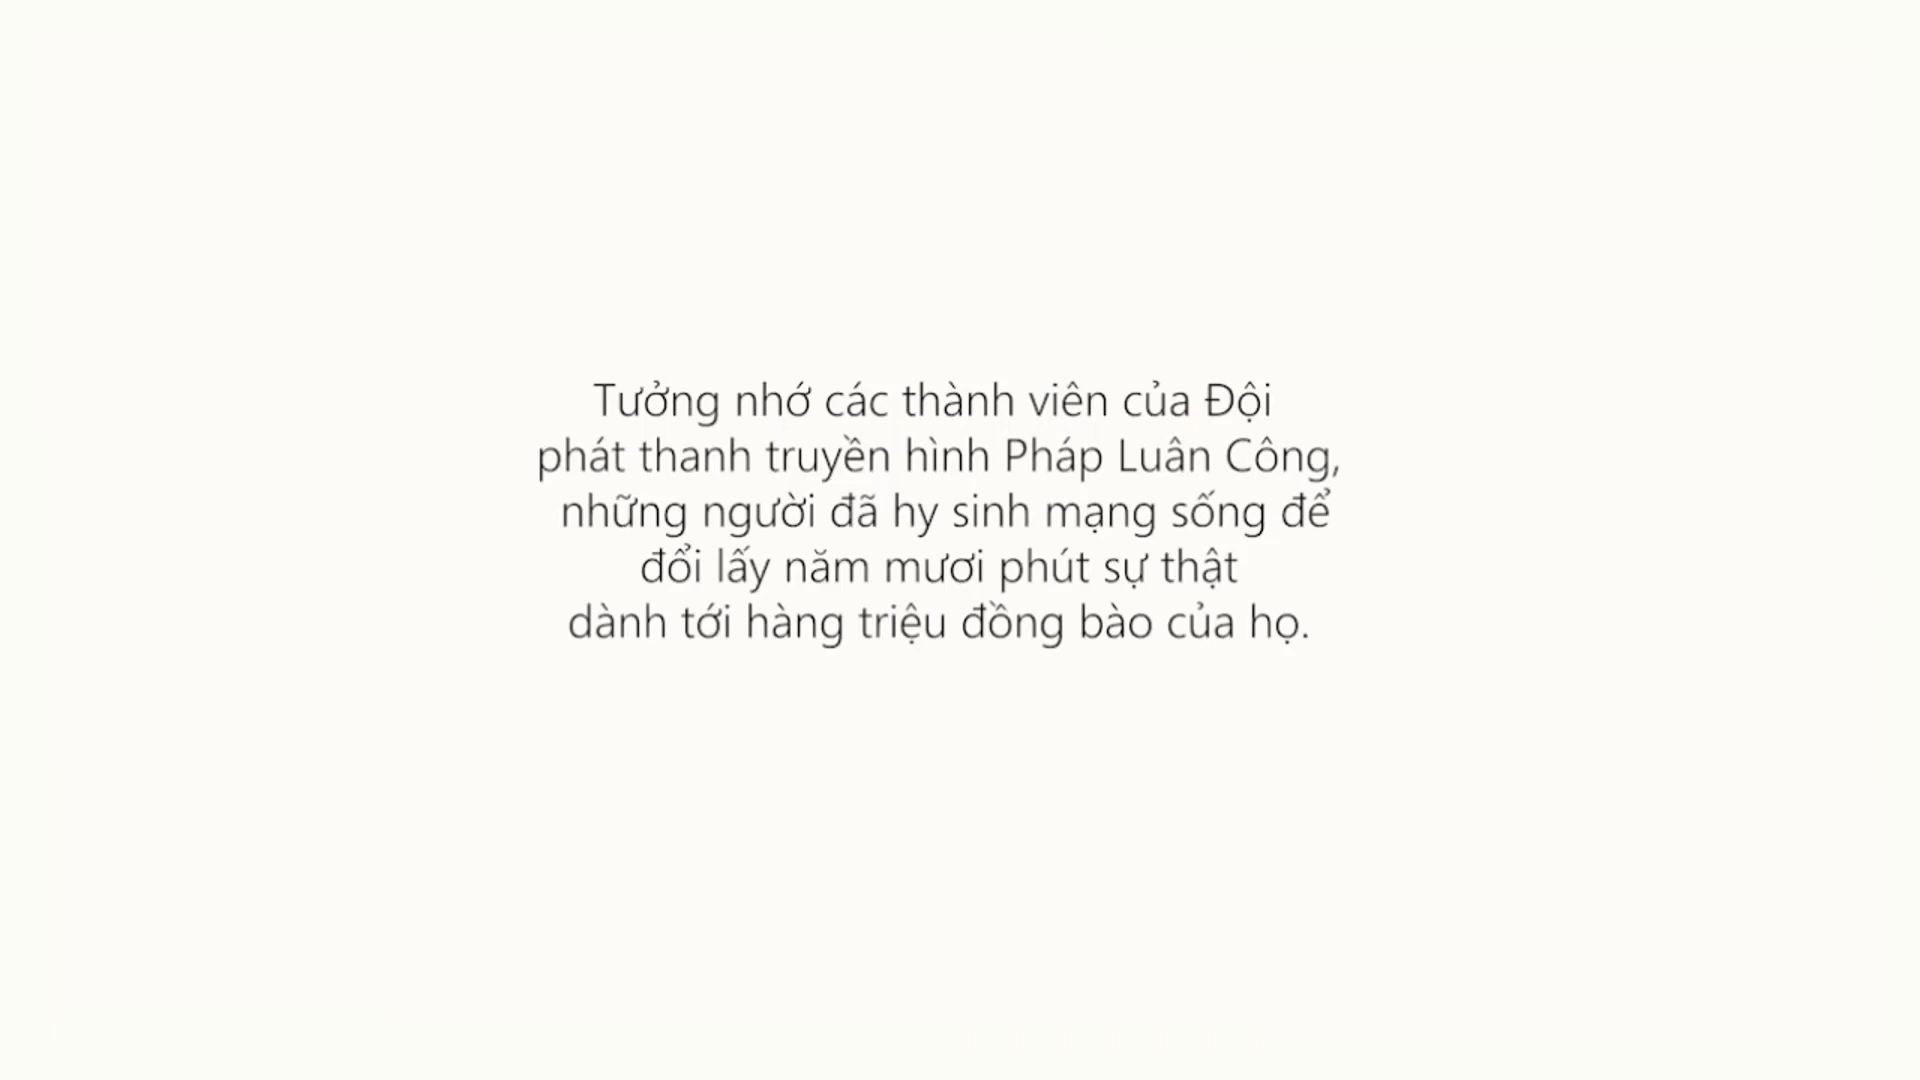 Tưởng nhớ các thành viên của Đội
phát thanh truyền hình Pháp Luân Công,
những người đã hy sinh mạng sống để
đổi lấy năm mươi phút sự thật
dành tới hàng triệu đồng bào của họ.